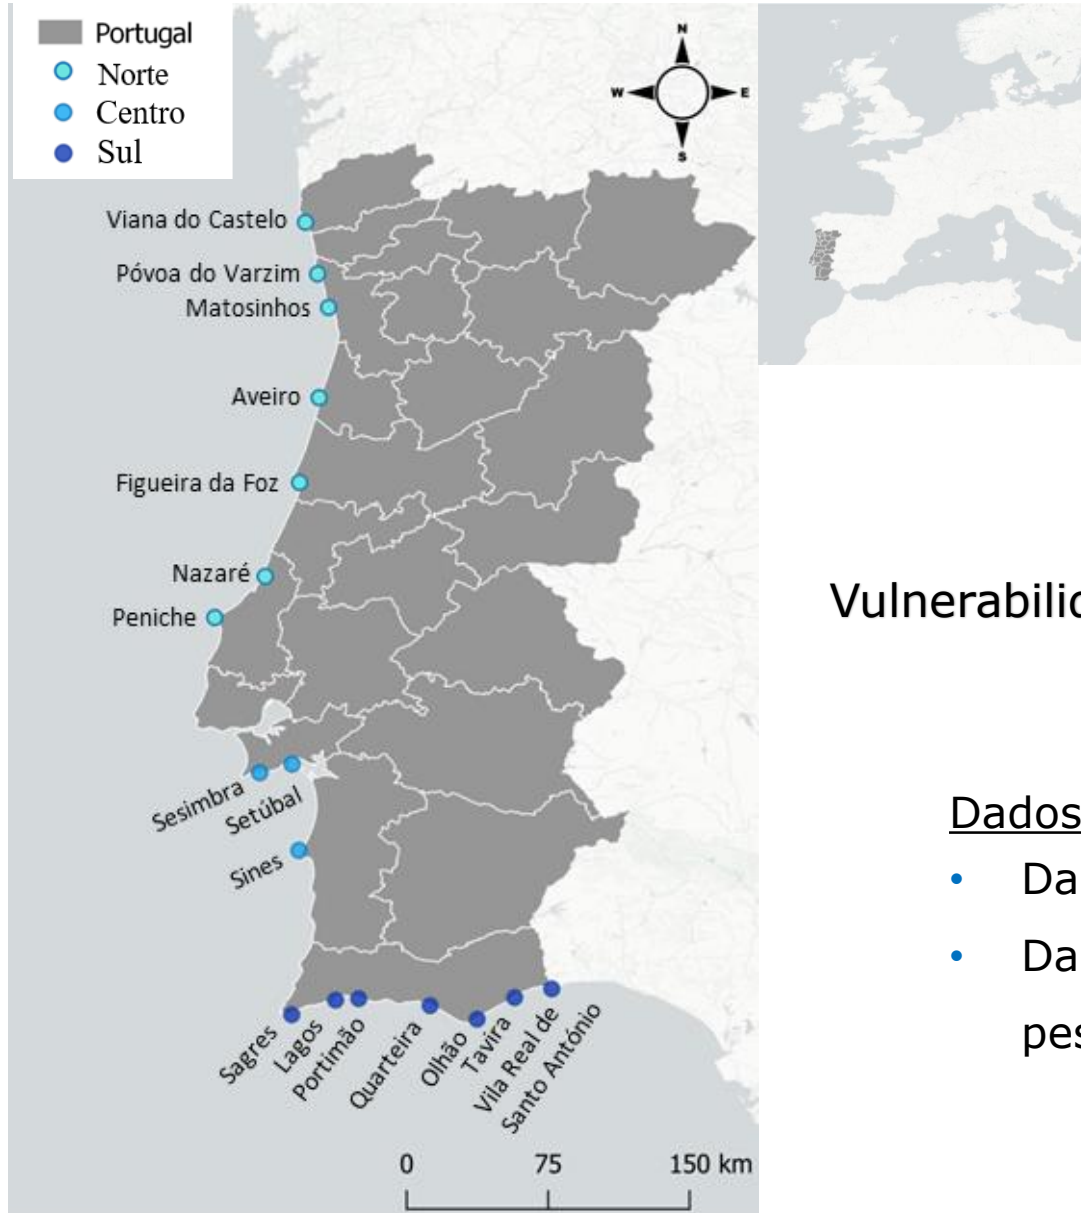 Portugal
Norte
Centro
Sul
N
W
E
S
Viana do Castelo
Póvoa do Varzim
Matosinhos
Aveiro
Figueira da Foz
Nazaré
Peniche
Sesimbra
Setúbal
Sines
Sagres
Lagos
Portimão
Quarteira
Olhão
Tavira
Vila Real de
Santo António
0 75 150 km
Vulnerabili
Dados
• Da
• Da
pes